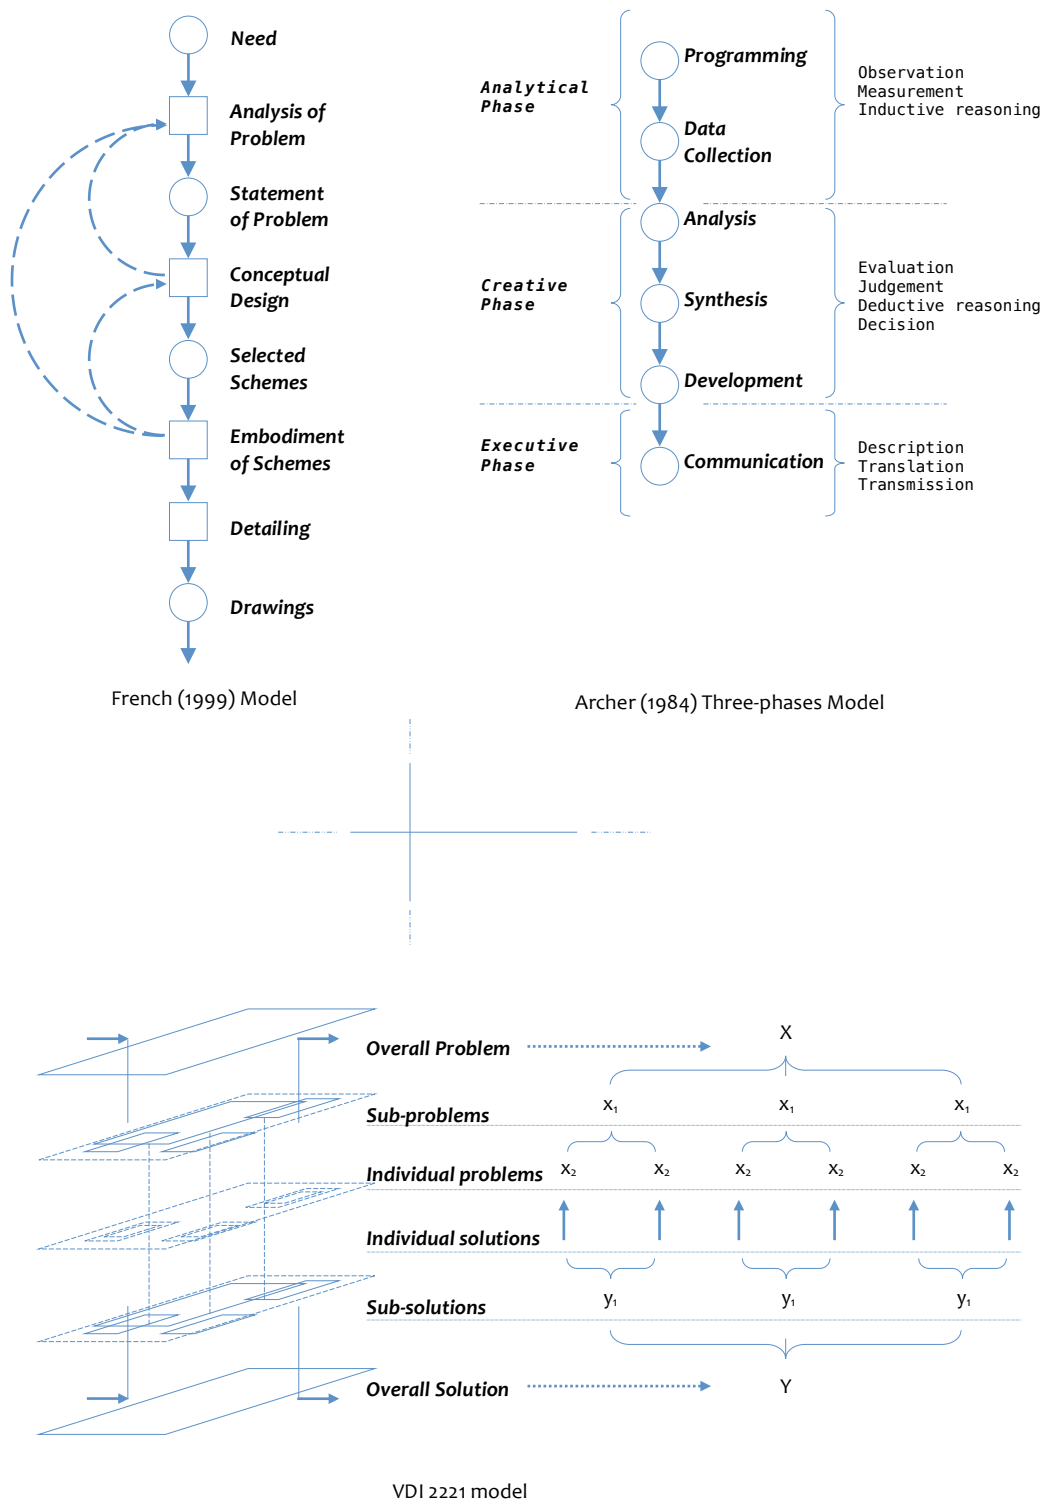 Need
Analysis of
Problem
Statement
of Problem
Conceptual
Design
Selected
Schemes
Embodiment
of Schemes
Detailing
Drawings
French (1999) Model
Analytical
Phase
Programming
Data
Collection
Observation
Measurement
Inductive reasoning
Creative
Phase
Analysis
Synthesis
Development
Evaluation
Judgement
Deductive reasoning
Decision
Executive
Phase
Communication
Description
Translation
Transmission
Archer (1984) Three-phases Model
Overall Problem X
Sub-problems x₁ x₁ x₁
Individual problems x₂ x₂ x₂ x₂ x₂ x₂
Individual solutions
Sub-solutions y₁ y₁ y₁
Overall Solution Y
VDI 2221 model